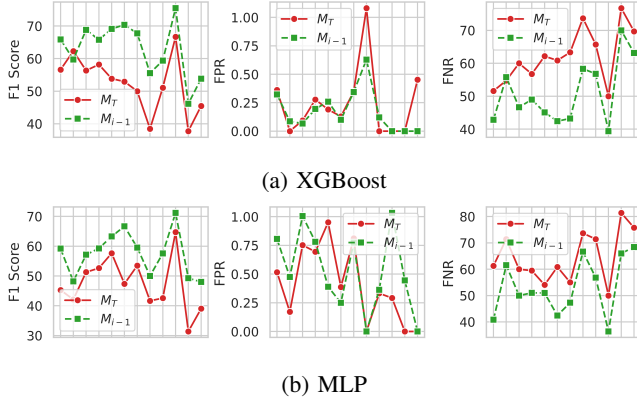 F1 Score
70
60
50
40
M_T
M_{i-1}
FPR
1.00
0.75
0.50
0.25
0.00
M_T
M_{i-1}
FNR
70
60
50
40
M_T
M_{i-1}
(a) XGBoost
F1 Score
70
60
50
40
30
M_T
M_{i-1}
FPR
1.00
0.75
0.50
0.25
0.00
M_T
M_{i-1}
FNR
80
70
60
50
40
M_T
M_{i-1}
(b) MLP